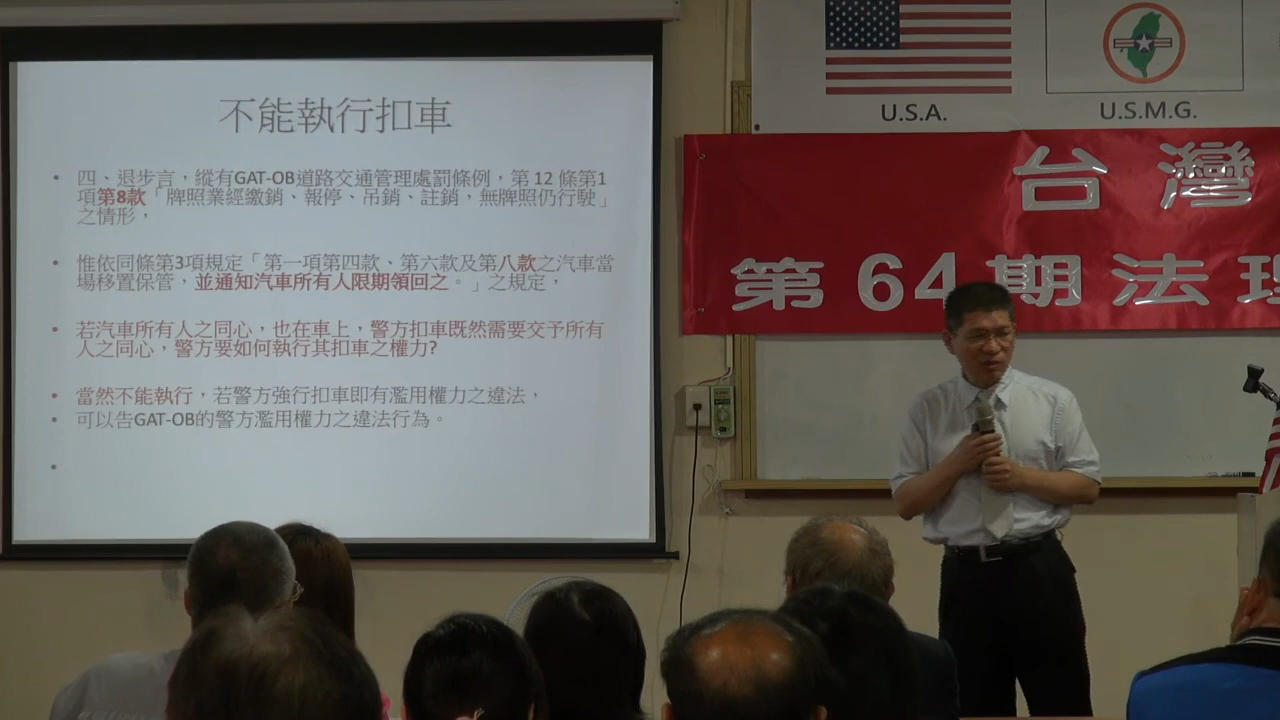 不能執行扣車
• 四、退步言，縱有GAT-OB道路交通管理處罰條例，第 12 條第1
項第8款「牌照業經繳銷、報停、吊銷、註銷，無牌照仍行駛」
之情形，
• 惟依同條第3項規定「第一項第四款、第六款及第八款之汽車當
場移置保管，並通知汽車所有人限期領回之。」之規定，
• 若汽車所有人之同心，也在車上，警方扣車既然需要交予所有
人之同心，警方要如何執行其扣車之權力?
• 當然不能執行，若警方強行扣車即有濫用權力之違法，
• 可以告GAT-OB的警方濫用權力之違法行為。
U.S.A.
U.S.M.G.
台灣
第64期法理